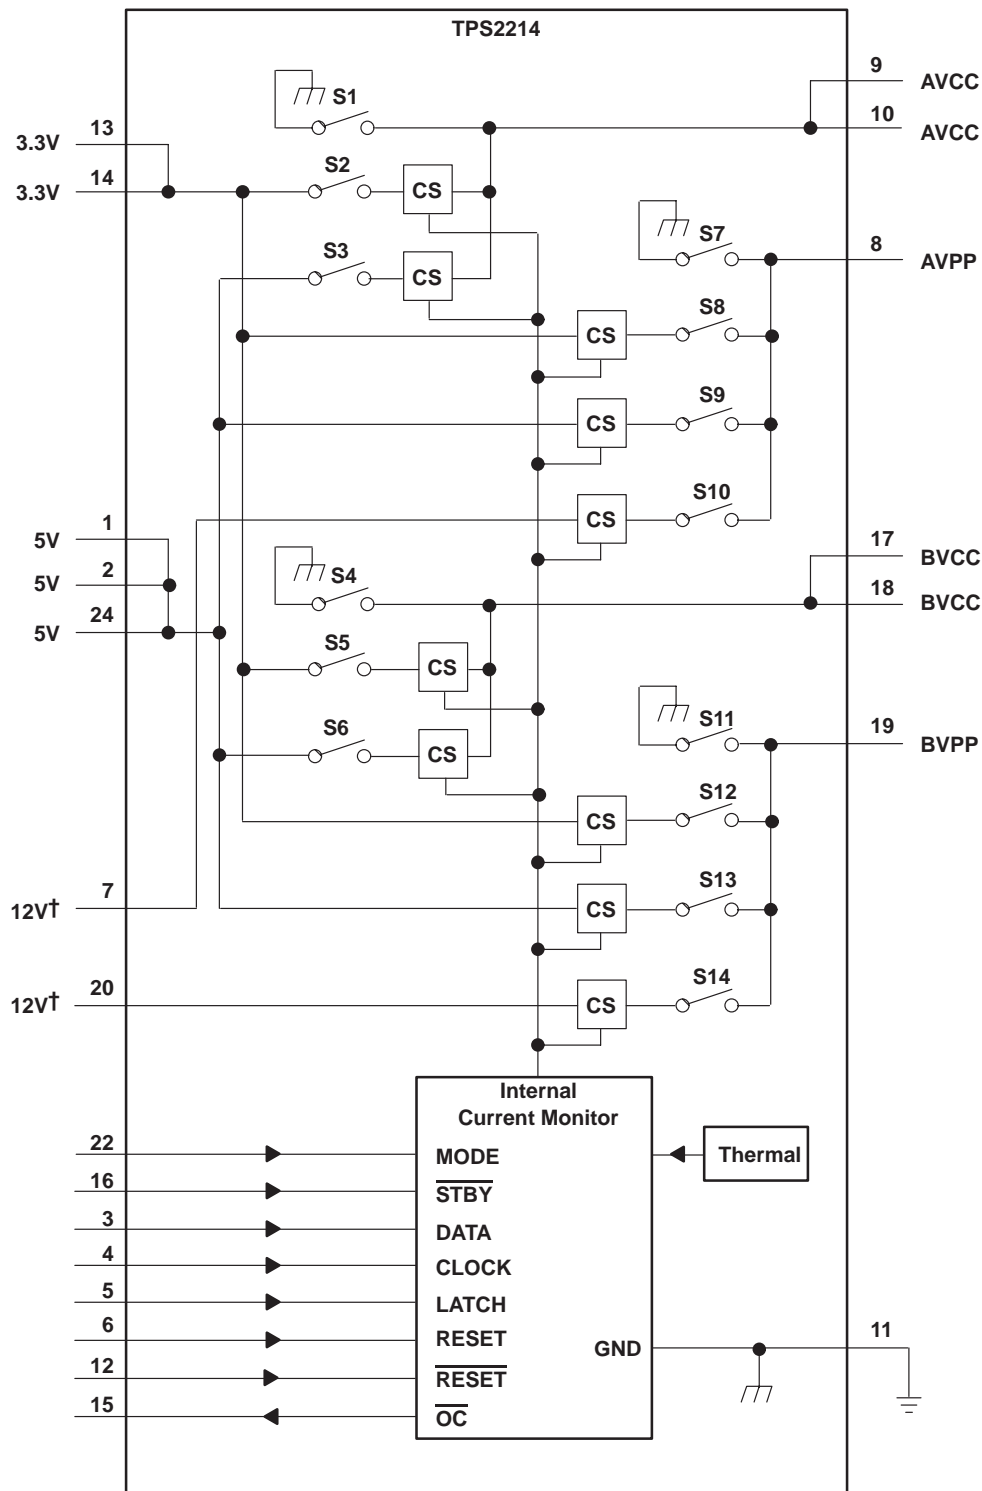 TPS2214
9
AVCC
S1
10
AVCC
13
3.3V
S2
14
3.3V
CS
S7
8
AVPP
S3
CS
S8
CS
S9
CS
S10
CS
1
5V
17
BVCC
2
5V
S4
18
BVCC
24
5V
S5
CS
S11
19
BVPP
S6
CS
S12
CS
7
12V†
S13
CS
20
12V†
S14
CS
Internal
Current Monitor
22
MODE
Thermal
16
STBY
3
DATA
4
CLOCK
5
LATCH
6
RESET
GND
11
12
RESET
15
OC